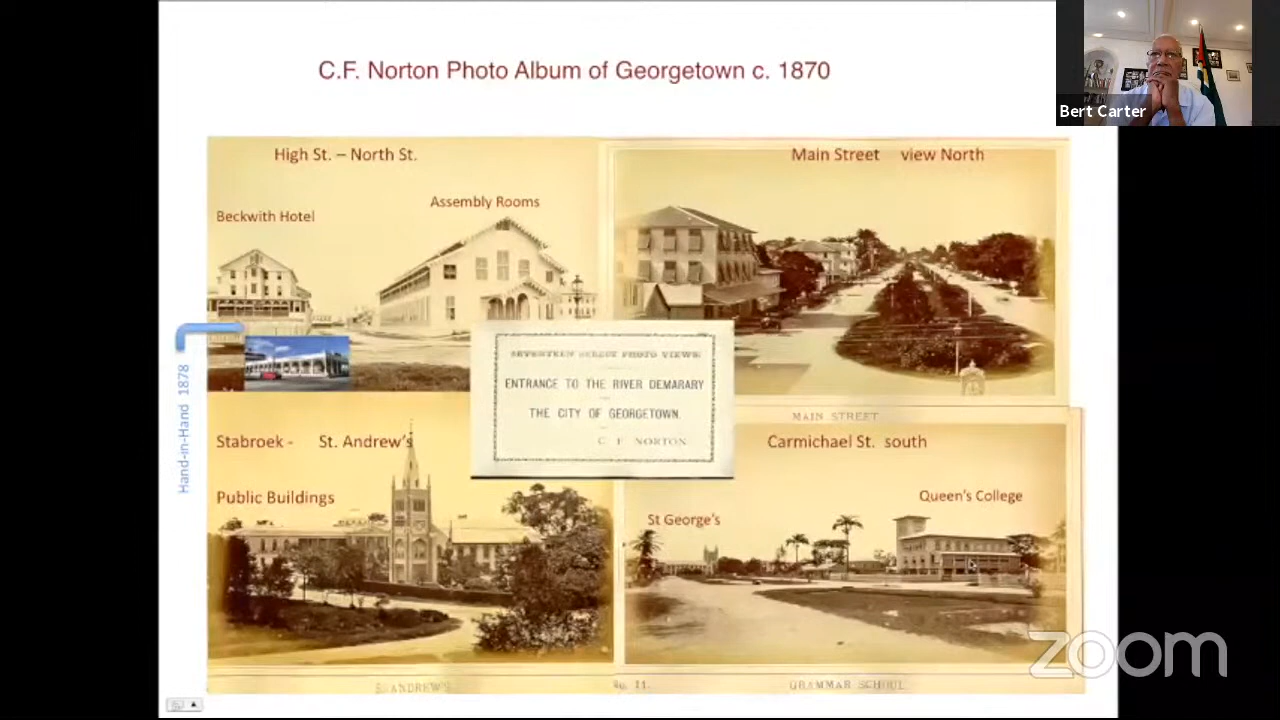 C.F. Norton Photo Album of Georgetown c. 1870
Bert Carter
High St. – North St.
Main Street view North
Beckwith Hotel
Assembly Rooms
Hand-in-Hand 1878
SEVENTEEN SELECT PHOTO VIEWS:
ENTRANCE TO THE RIVER DEMARARY
THE CITY OF GEORGETOWN.
C. F. NORTON
MAIN STREET
Stabroek - St. Andrew's
Carmichael St. south
Public Buildings
Queen's College
St George's
zoom
ST ANDREW'S
No. 11.
GRAMMAR SCHOOL